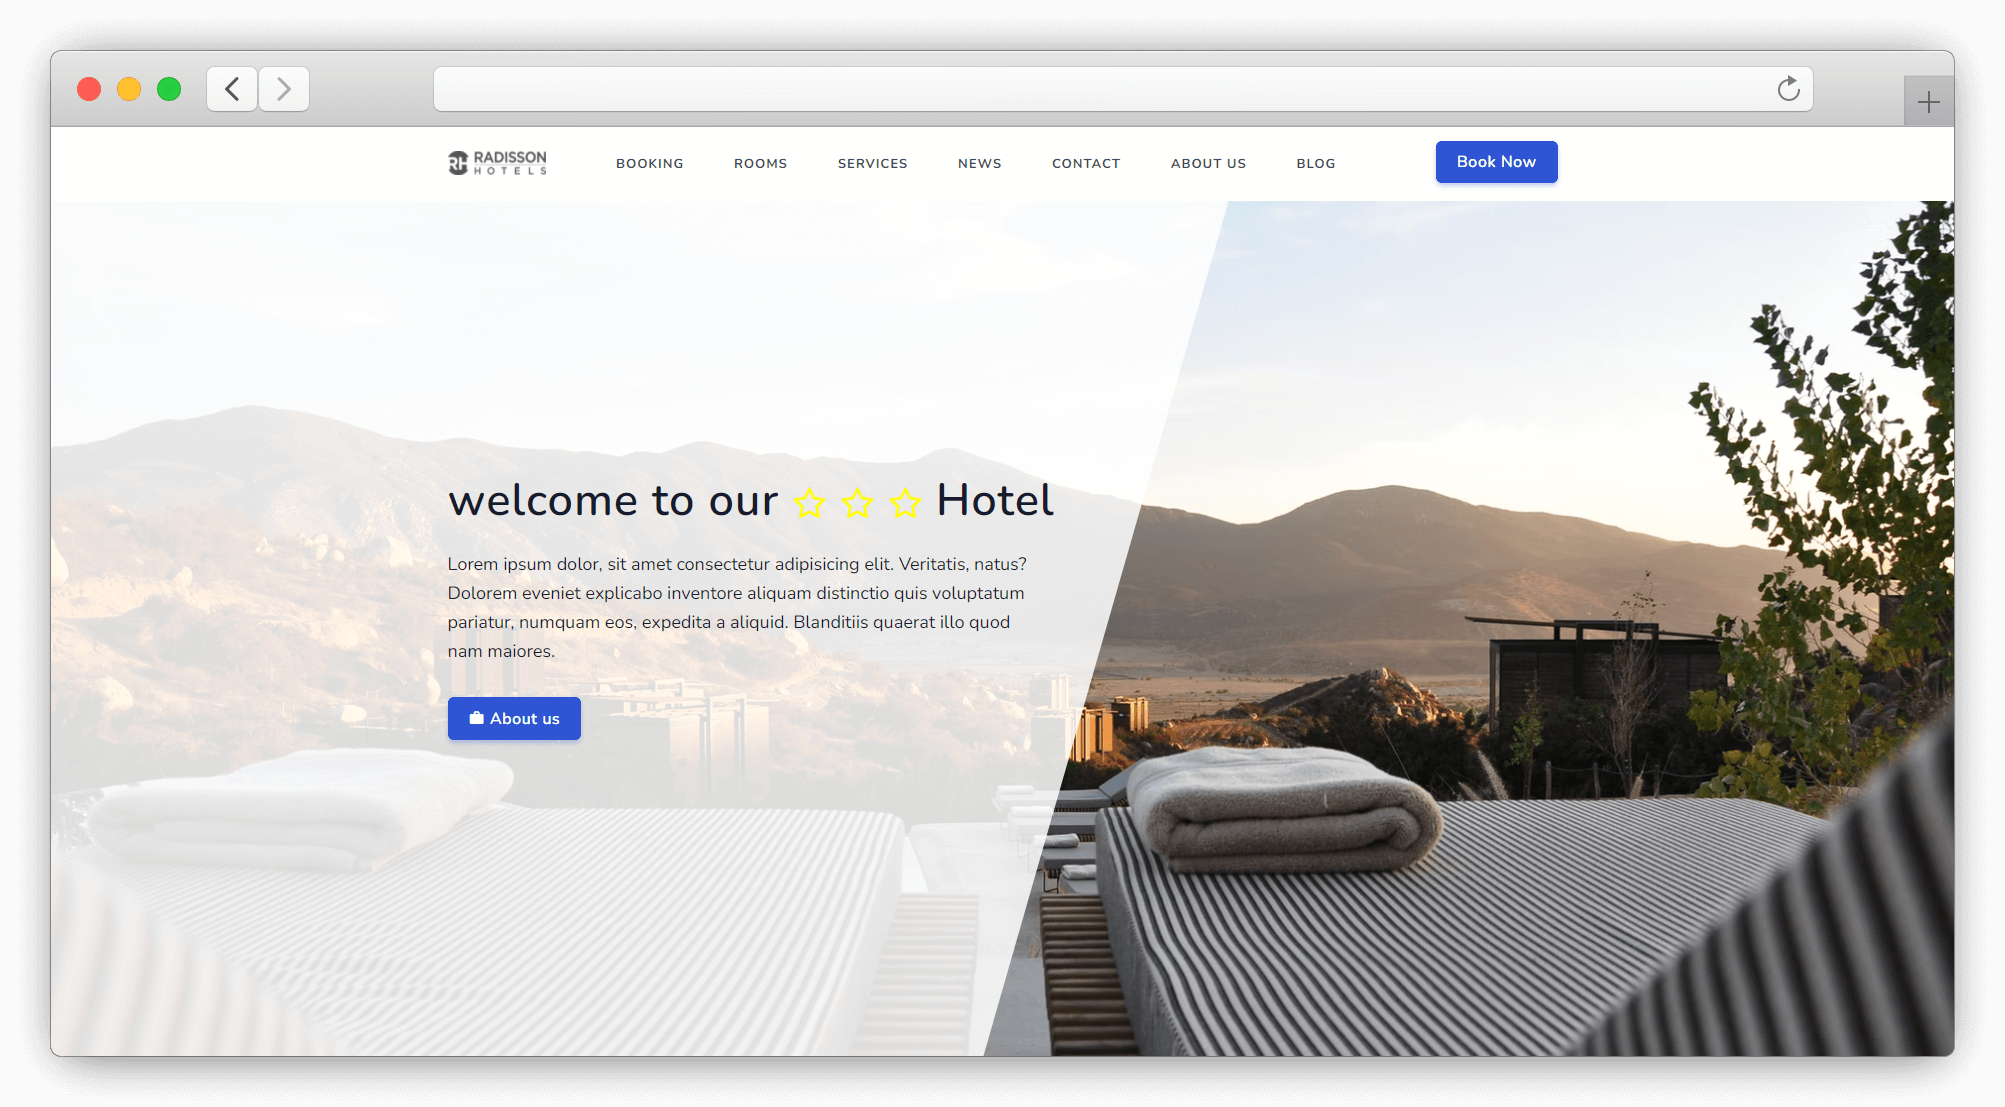 RADISSON
HOTELS
BOOKING ROOMS SERVICES NEWS CONTACT ABOUT US BLOG
Book Now
welcome to our ☆ ☆ ☆ Hotel
Lorem ipsum dolor, sit amet consectetur adipisicing elit. Veritatis, natus?
Dolorem eveniet explicabo inventore aliquam distinctio quis voluptatum
pariatur, numquam eos, expedita a aliquid. Blanditiis quaerat illo quod
nam maiores.
About us